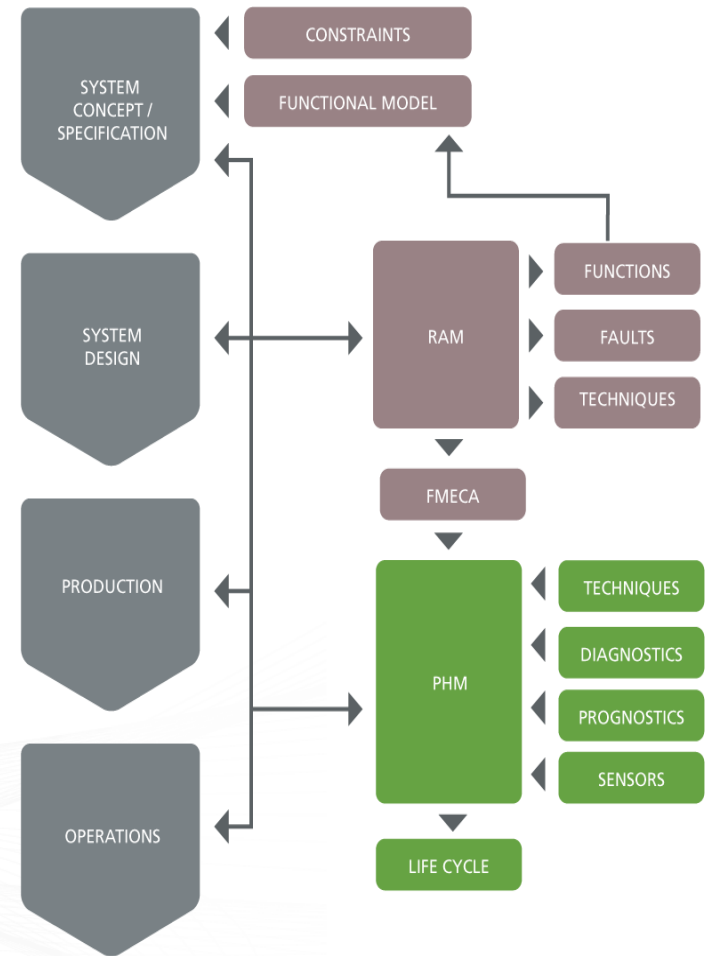 CONSTRAINTS
SYSTEM
CONCEPT /
SPECIFICATION
FUNCTIONAL MODEL
SYSTEM
DESIGN
RAM
FUNCTIONS
FAULTS
TECHNIQUES
FMECA
PRODUCTION
PHM
TECHNIQUES
DIAGNOSTICS
PROGNOSTICS
SENSORS
OPERATIONS
LIFE CYCLE